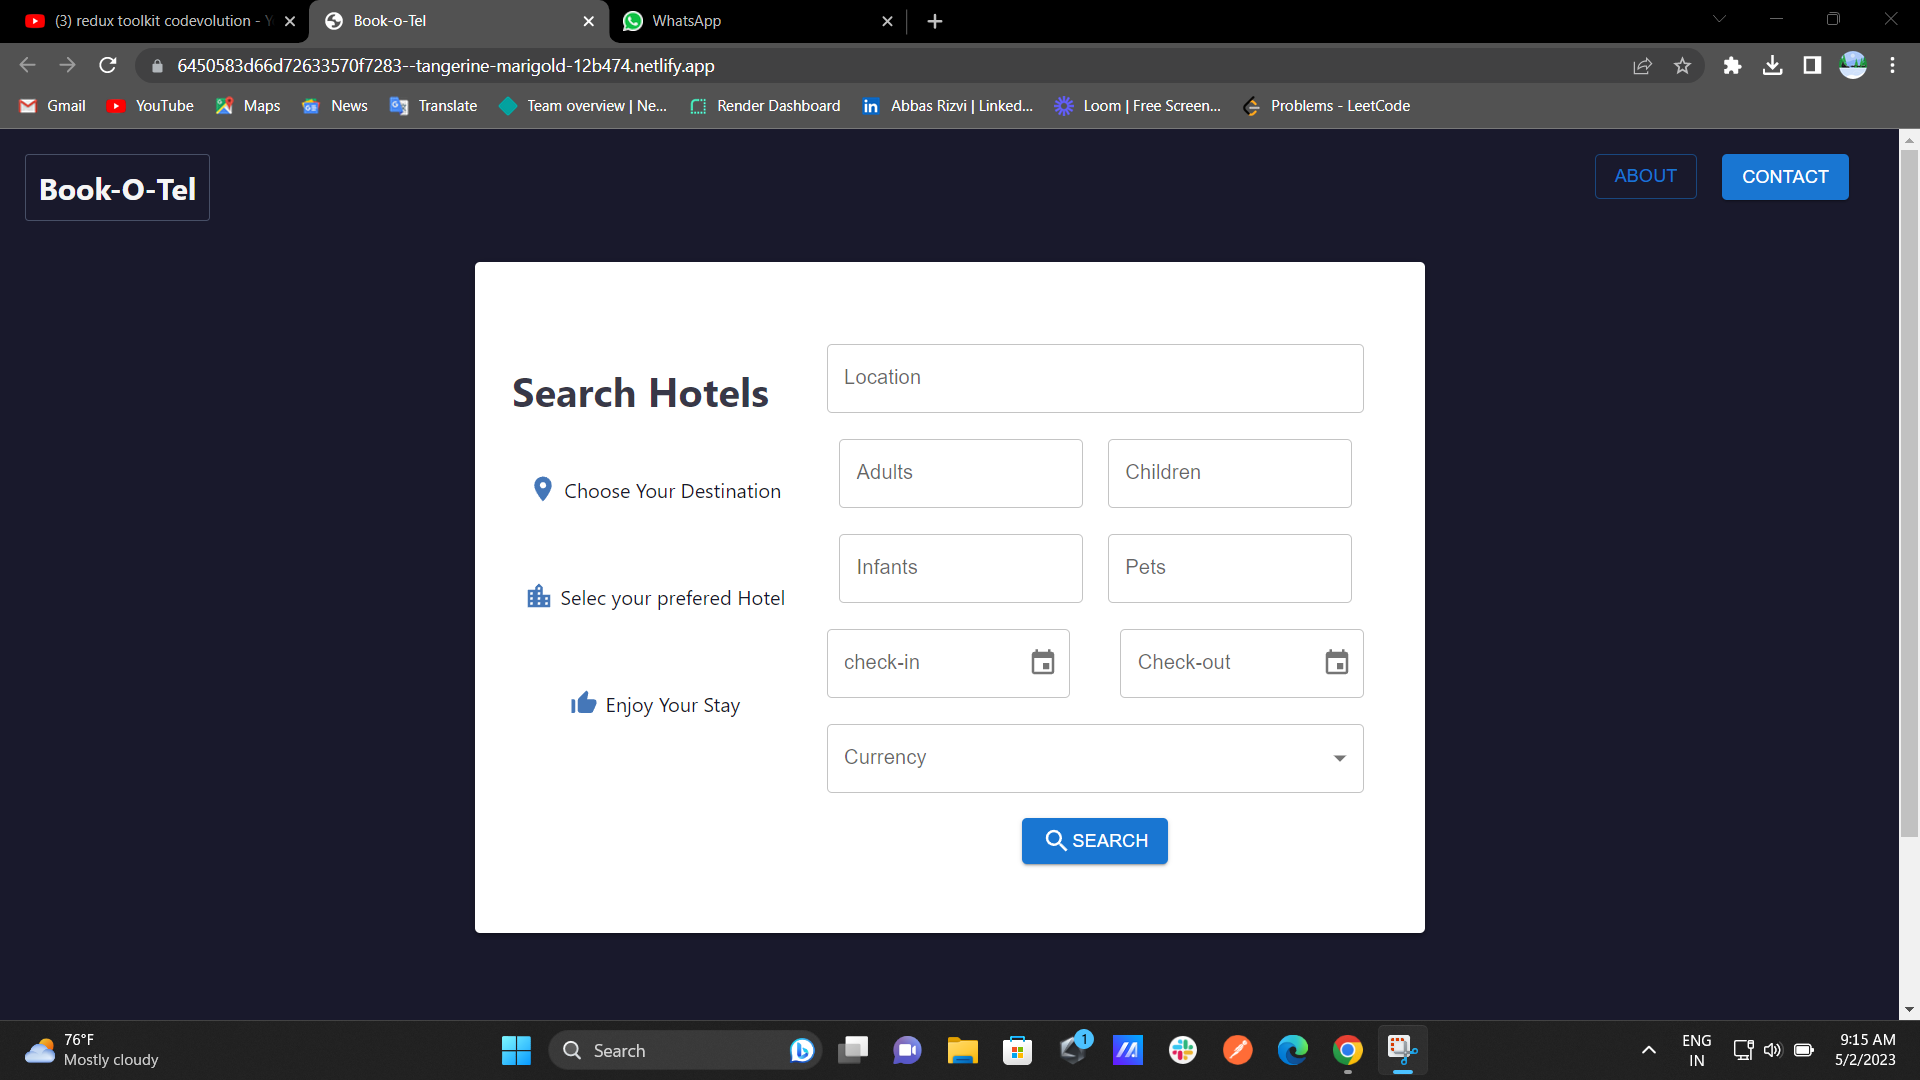 (3) redux toolkit codevolution - Y
Book-o-Tel
WhatsApp
6450583d66d72633570f7283--tangerine-marigold-12b474.netlify.app
Gmail
YouTube
Maps
News
Translate
Team overview | Ne...
Render Dashboard
Abbas Rizvi | Linked...
Loom | Free Screen...
Problems - LeetCode
Book-O-Tel
ABOUT
CONTACT
Search Hotels
Choose Your Destination
Selec your prefered Hotel
Enjoy Your Stay
Location
Adults
Children
Infants
Pets
check-in
Check-out
Currency
SEARCH
76°F
Mostly cloudy
Search
1
ENG
IN
9:15 AM
5/2/2023